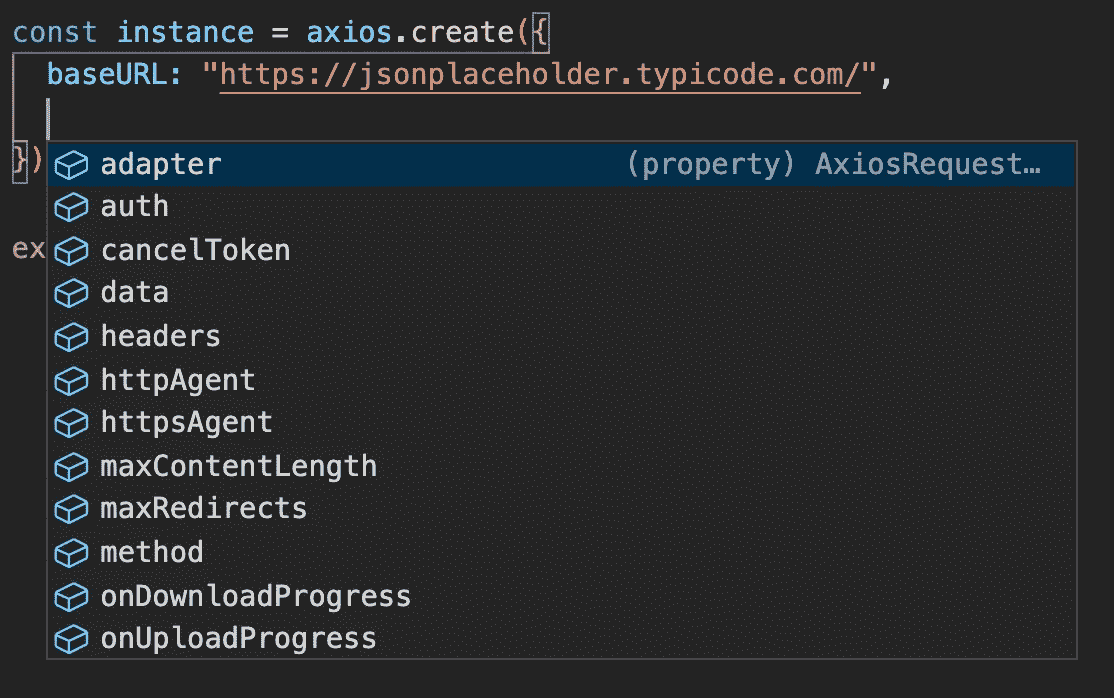 const instance = axios.create({
baseURL: "https://jsonplaceholder.typicode.com/",
})
adapter (property) AxiosRequest…
auth
ex
cancelToken
data
headers
httpAgent
httpsAgent
maxContentLength
maxRedirects
method
onDownloadProgress
onUploadProgress